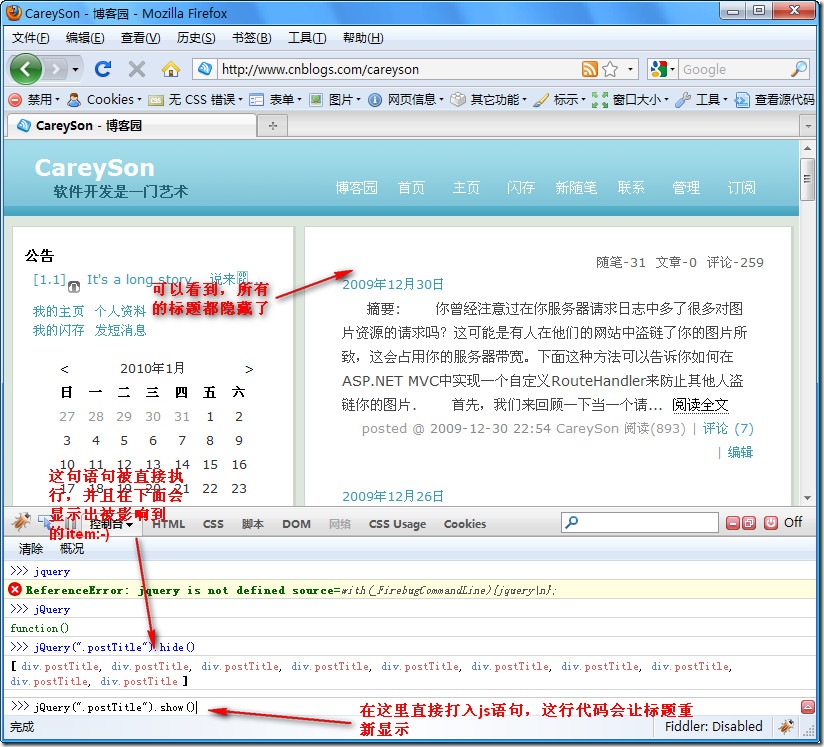 CareySon - 博客园 - Mozilla Firefox
文件(F) 编辑(E) 查看(V) 历史(S) 书签(B) 工具(T) 帮助(H)
http://www.cnblogs.com/careyson
Google
禁用 Cookies 无 CSS 错误 表单 图片 网页信息 其它功能 标示 窗口大小 工具 查看源代码
CareySon - 博客园
CareySon
软件开发是一门艺术
博客园 首页 主页 闪存 新随笔 联系 管理 订阅
公告
[1.1] It's a long story... 说来
我的主页 个人资料
我的闪存 发短消息
< 2010年1月 >
日 一 二 三 四 五 六
27 28 29 30 31 1 2
3 4 5 6 7 8 9
10 11 12 13 14 15 16
17 18 19 20 21 22 23
可以看到，所有
的标题都隐藏了
随笔-31 文章-0 评论-259
2009年12月30日
摘要: 你曾经注意过在你服务器请求日志中多了很多对图
片资源的请求吗？这可能是有人在他们的网站中盗链了你的图片所
致，这会占用你的服务器带宽。下面这种方法可以告诉你如何在
ASP.NET MVC中实现一个自定义RouteHandler来防止其他人盗
链你的图片. 首先，我们来回顾一下当一个请... 阅读全文
posted @ 2009-12-30 22:54 CareySon 阅读(893) | 评论 (7)
| 编辑
2009年12月26日
这句语句被直接执
行，并且在下面会
显示出被影响到
的item:-)
控制台 HTML CSS 脚本 DOM 网络 CSS Usage Cookies
Off
清除 概况
>>> jquery
ReferenceError: jquery is not defined source=with(_FirebugCommandLine){jquery\n};
>>> jQuery
function()
>>> jQuery(".postTitle").hide()
[ div.postTitle, div.postTitle, div.postTitle, div.postTitle, div.postTitle, div.postTitle, div.postTitle, div.postTitle,
div.postTitle, div.postTitle ]
>>> jQuery(".postTitle").show()
在这里直接打入js语句，这行代码会让标题重
新显示
完成
Fiddler: Disabled